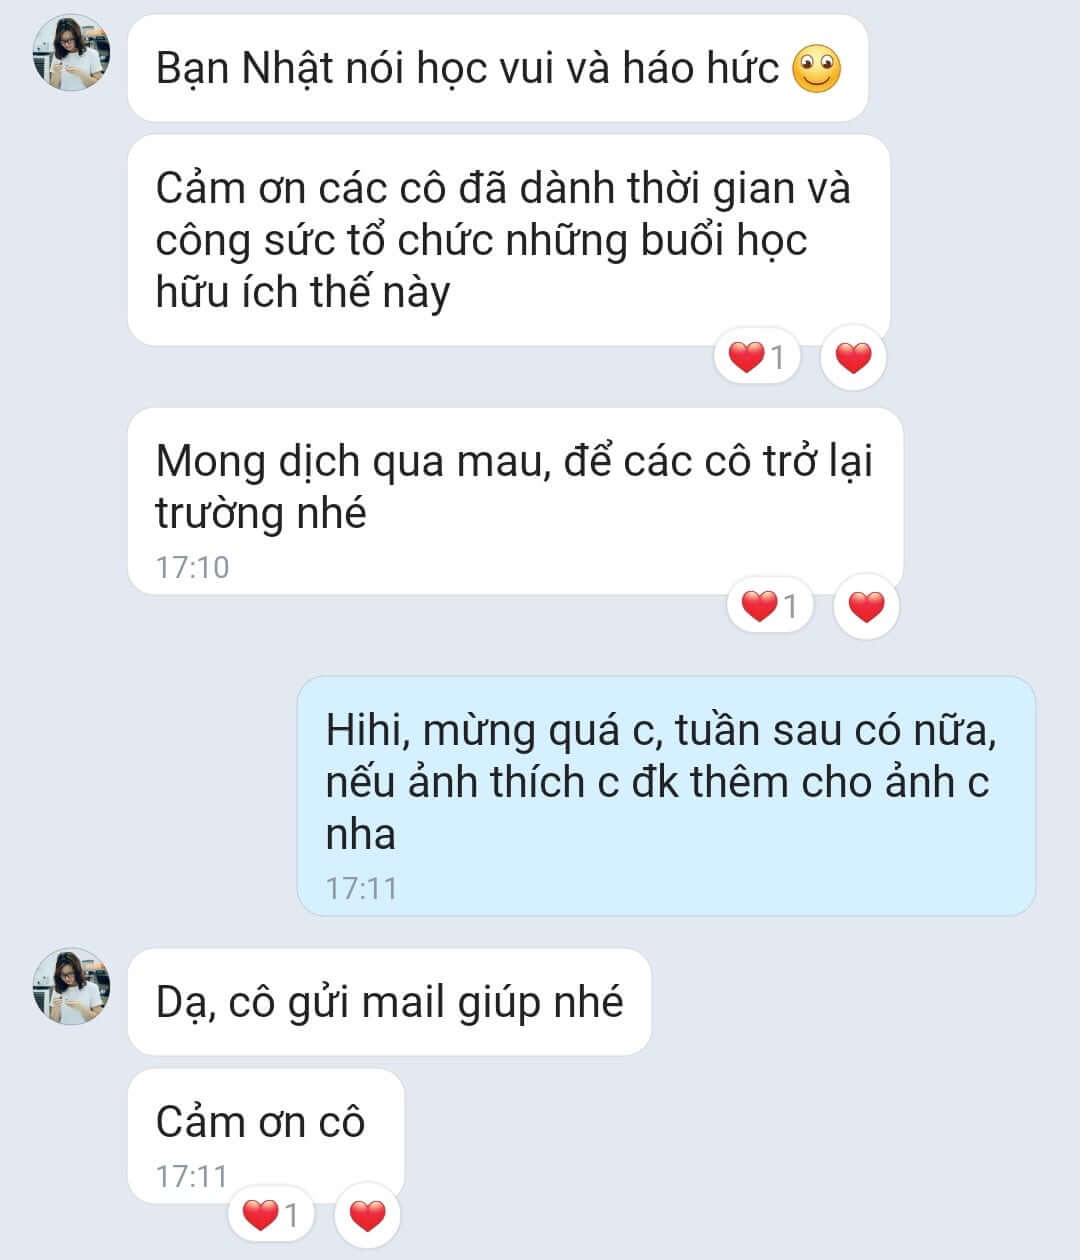 Bạn Nhật nói học vui và háo hức 🙂
Cảm ơn các cô đã dành thời gian và
công sức tổ chức những buổi học
hữu ích thế này
1
Mong dịch qua mau, để các cô trở lại
trường nhé
17:10
1
Hihi, mừng quá c, tuần sau có nữa,
nếu ảnh thích c đk thêm cho ảnh c
nha
17:11
Dạ, cô gửi mail giúp nhé
Cảm ơn cô
17:11
1